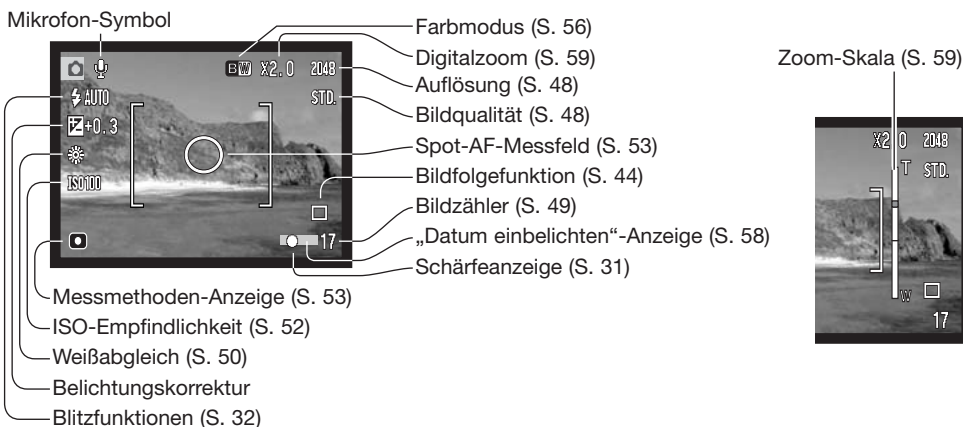 Mikrofon-Symbol
Farbmodus (S. 56)
Digitalzoom (S. 59)
Auflösung (S. 48)
Bildqualität (S. 48)
Spot-AF-Messfeld (S. 53)
Bildfolgefunktion (S. 44)
Bildzähler (S. 49)
„Datum einbelichten“-Anzeige (S. 58)
Schärfeanzeige (S. 31)
Messmethoden-Anzeige (S. 53)
ISO-Empfindlichkeit (S. 52)
Weißabgleich (S. 50)
Belichtungskorrektur
Blitzfunktionen (S. 32)
BW X2.0 2048
AUTO STD.
+0.3
ISO100
17
Zoom-Skala (S. 59)
X2.0 2048
T STD.
W
17